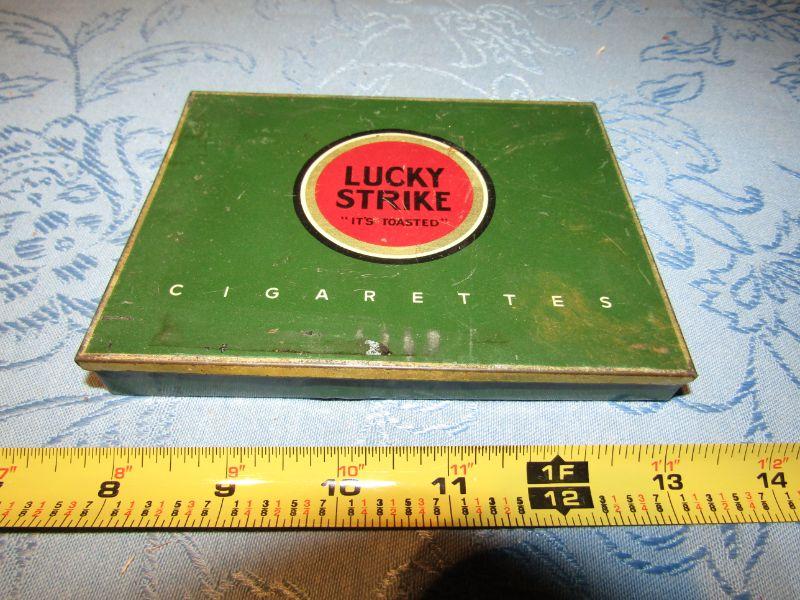 LUCKY
STRIKE
"IT'S TOASTED"
CIGARETTES
7" 8" 9" 10" 11" 1F 1'1" 1'2"
8 9 10 11 12 13 14